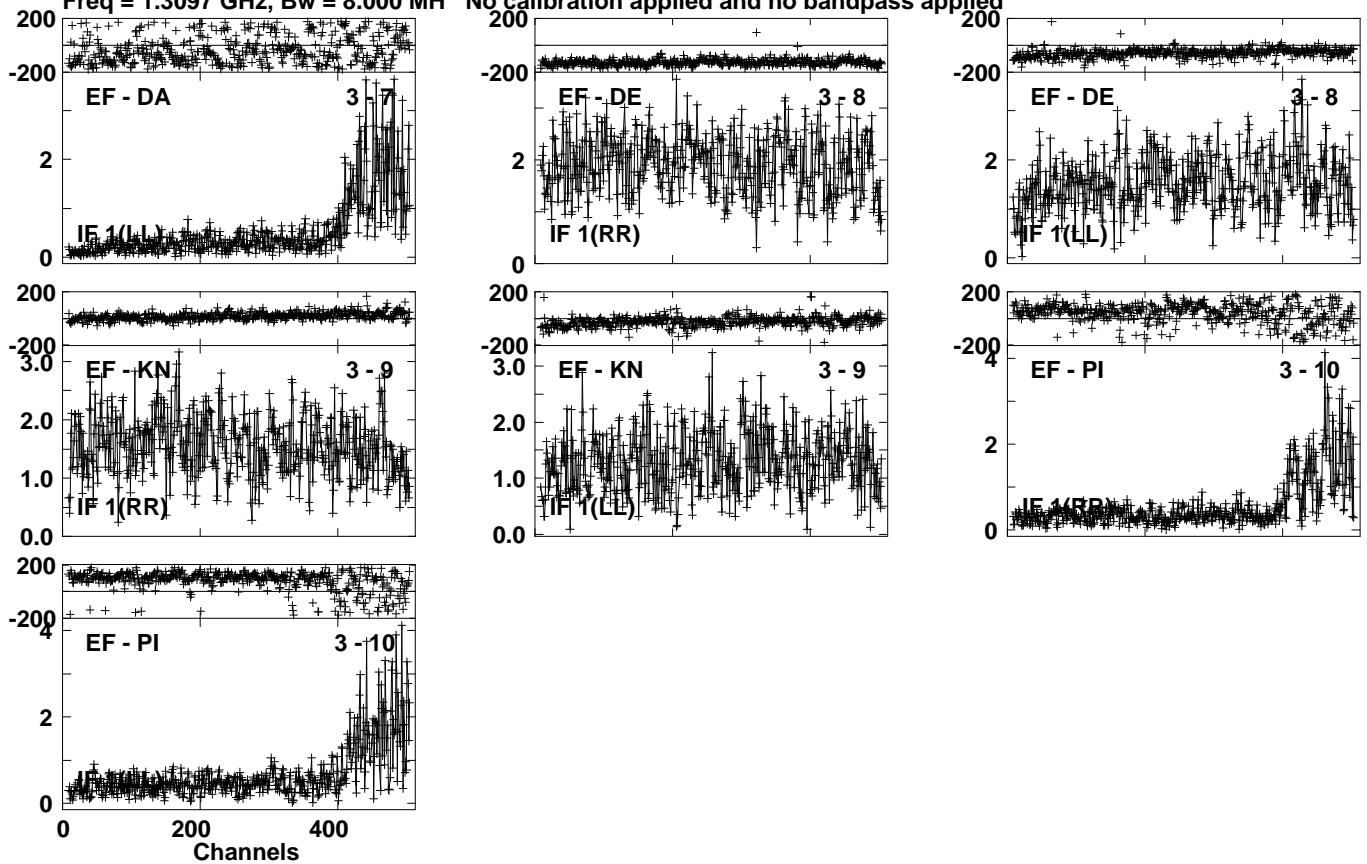 Freq = 1.3097 GHz, Bw = 8.000 MH No calibration applied and no bandpass applied
200
-200
EF - DA 3 - 7
2
0
IF 1(LL)
200
-200
EF - DE 3 - 8
2
0
IF 1(RR)
200
-200
EF - DE 3 - 8
2
0
IF 1(LL)
200
-200
EF - KN 3 - 9
3.0
2.0
1.0
0.0
IF 1(RR)
200
-200
EF - KN 3 - 9
3.0
2.0
1.0
0.0
IF 1(LL)
200
-200
EF - PI 3 - 10
4
2
0
IF 1(RR)
200
-200
EF - PI 3 - 10
4
2
0
IF 1(LL)
0 200 400
Channels